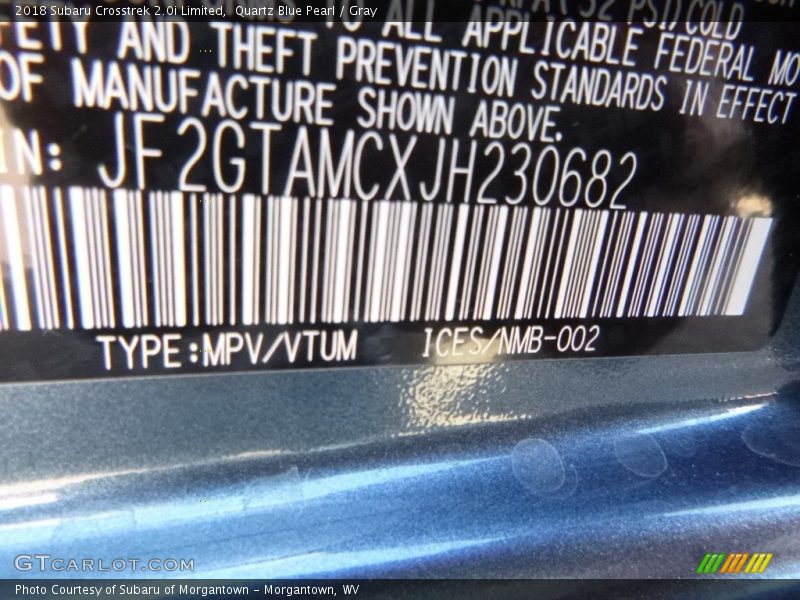 2018 Subaru Crosstrek 2.0i Limited, Quartz Blue Pearl / Gray
TO ALL APPLICABLE FEDERAL MO
ETY AND THEFT PREVENTION STANDARDS IN EFFECT
OF MANUFACTURE SHOWN ABOVE.
IN: JF2GTAMCXJH230682
TYPE:MPV/VTUM ICES/NMB-002
GTCARLOT.COM
Photo Courtesy of Subaru of Morgantown - Morgantown, WV